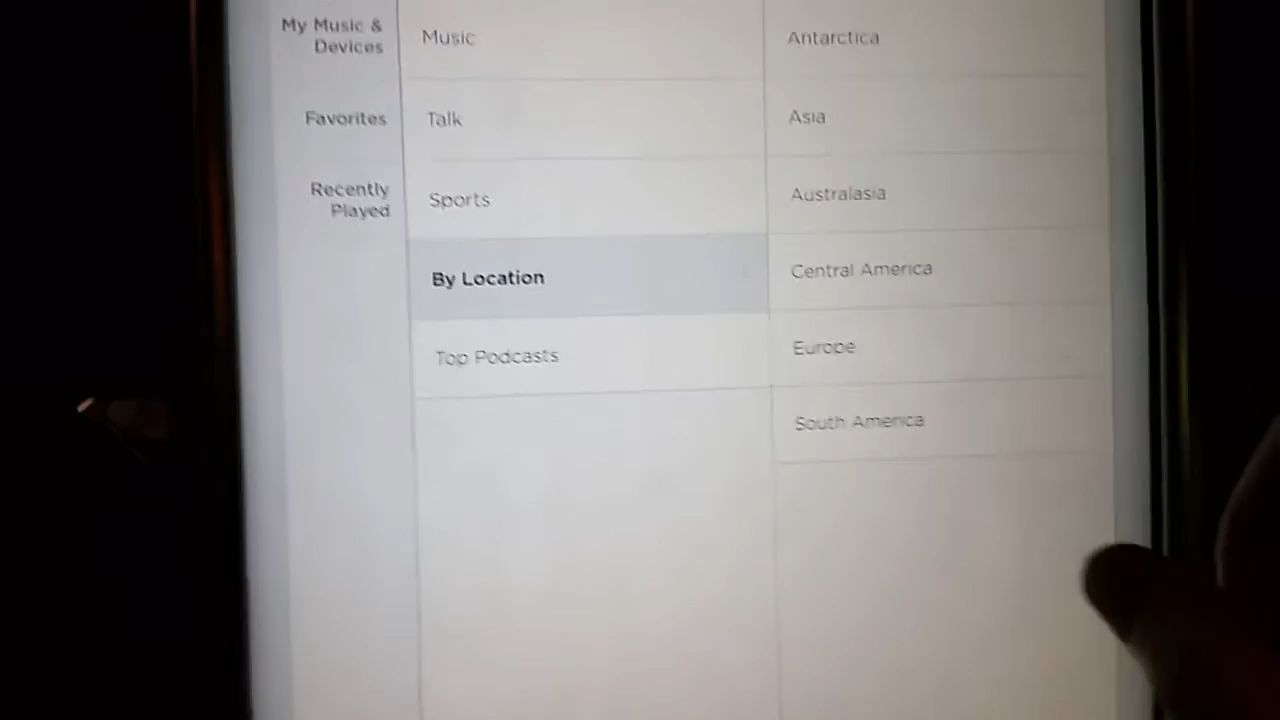 My Music &
Devices
Favorites
Recently
Played
Music
Talk
Sports
By Location
Top Podcasts
Antarctica
Asia
Australasia
Central America
Europe
South America